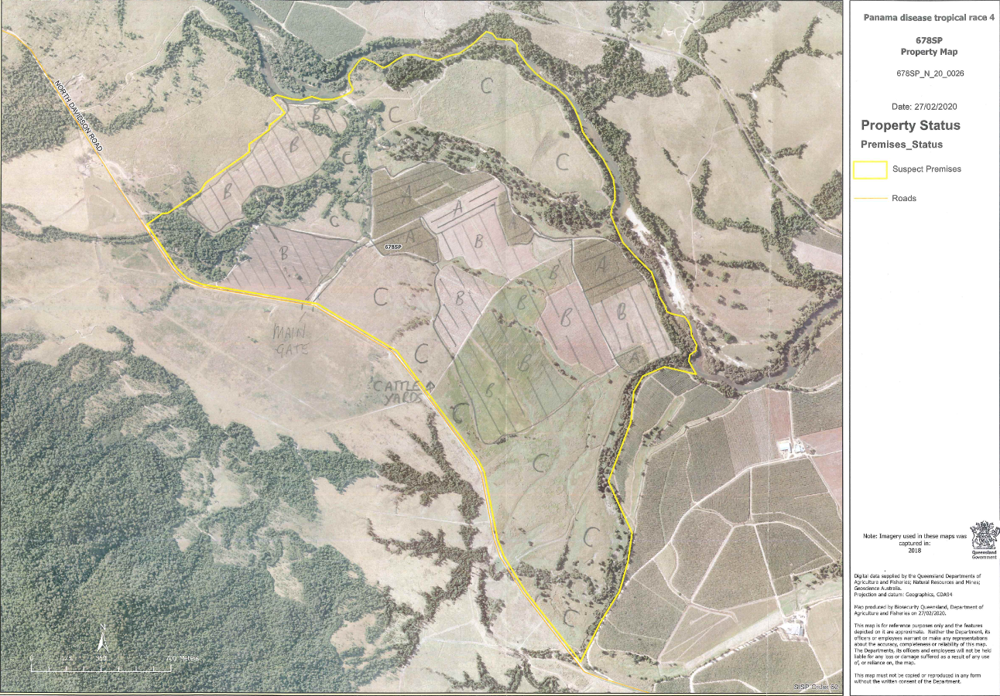 NORTH DAVIDSON ROAD
B
C
C
B
C
C
B
A
A
C
A
B
678SP
B
A
B
C
B
B
B
B
MAIN
GATE
C
A
B
CATTLE
YARDS
B
C
C
C
C
N
0
175
350
700 Meters
SISP Order 62
Panama disease tropical race 4
678SP
Property Map
678SP_N_20_0026
Date: 27/02/2020
Property Status
Premises_Status
Suspect Premises
Roads
Note: Imagery used in these maps was
captured in:
2018
Queensland
Government
Digital data supplied by the Queensland Departments of
Agriculture and Fisheries; Natural Resources and Mines;
Geoscience Australia.
Projection and datum: Geographics, GDA94
Map produced by Biosecurity Queensland, Department of
Agriculture and Fisheries on 27/02/2020.
This map is for reference purposes only and the features
depicted on it are approximate. Neither the Department, its
officers or employees warrant or make any representations
about the accuracy, completeness or reliability of this map.
The Departments, its officers and employees will not be held
liable for any loss or damage suffered as a result of any use
of, or reliance on, the map.
This map must not be copied or reproduced in any form
without the written consent of the Department.